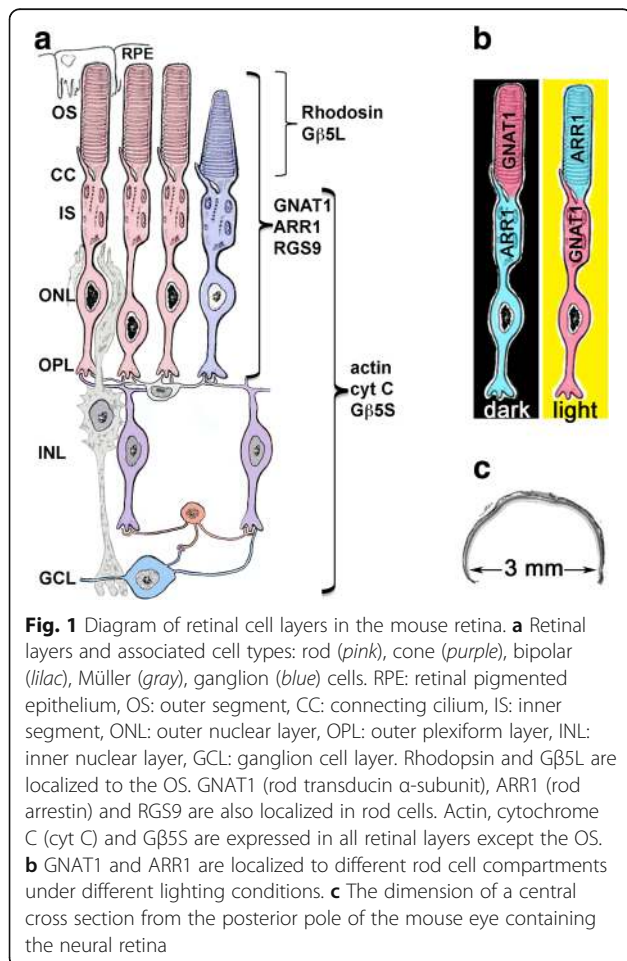 a
RPE
OS
CC
IS
ONL
OPL
INL
GCL
Rhodosin
Gβ5L
GNAT1
ARR1
RGS9
actin
cyt C
Gβ5S
b
GNAT1
ARR1
dark
ARR1
GNAT1
light
c
3 mm
Fig. 1 Diagram of retinal cell layers in the mouse retina. a Retinal
layers and associated cell types: rod (pink), cone (purple), bipolar
(lilac), Müller (gray), ganglion (blue) cells. RPE: retinal pigmented
epithelium, OS: outer segment, CC: connecting cilium, IS: inner
segment, ONL: outer nuclear layer, OPL: outer plexiform layer, INL:
inner nuclear layer, GCL: ganglion cell layer. Rhodopsin and Gβ5L are
localized to the OS. GNAT1 (rod transducin α-subunit), ARR1 (rod
arrestin) and RGS9 are also localized in rod cells. Actin, cytochrome
C (cyt C) and Gβ5S are expressed in all retinal layers except the OS.
b GNAT1 and ARR1 are localized to different rod cell compartments
under different lighting conditions. c The dimension of a central
cross section from the posterior pole of the mouse eye containing
the neural retina